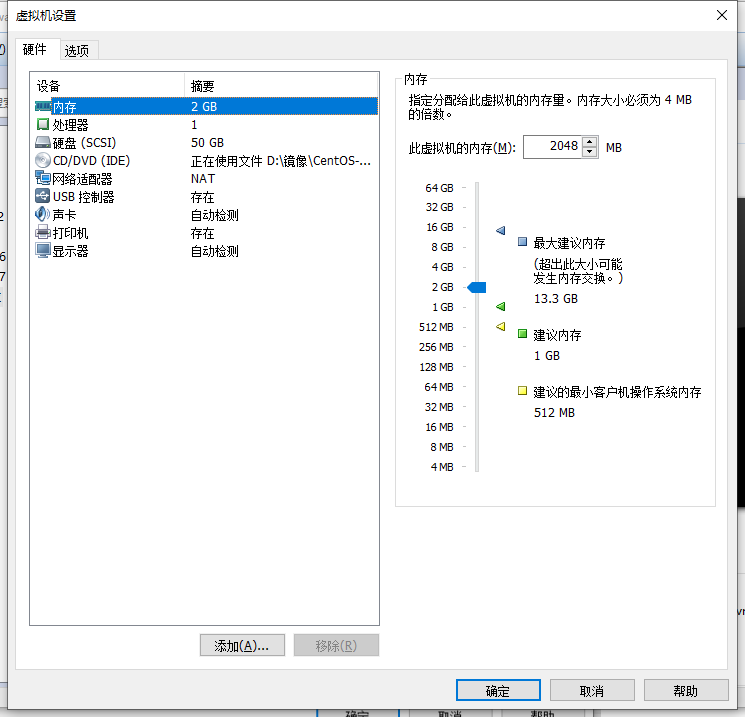 虚拟机设置
硬件 选项
设备 摘要
内存 2 GB
处理器 1
硬盘 (SCSI) 50 GB
CD/DVD (IDE) 正在使用文件 D:\镜像\CentOS-...
网络适配器 NAT
USB 控制器 存在
声卡 自动检测
打印机 存在
显示器 自动检测
添加(A)... 移除(R)
内存
指定分配给此虚拟机的内存量。内存大小必须为 4 MB
的倍数。
此虚拟机的内存(M): 2048 MB
64 GB
32 GB
16 GB
8 GB
4 GB
2 GB
1 GB
512 MB
256 MB
128 MB
64 MB
32 MB
16 MB
8 MB
4 MB
最大建议内存
(超出此大小可能
发生内存交换。)
13.3 GB
建议内存
1 GB
建议的最小客户机操作系统内存
512 MB
确定 取消 帮助